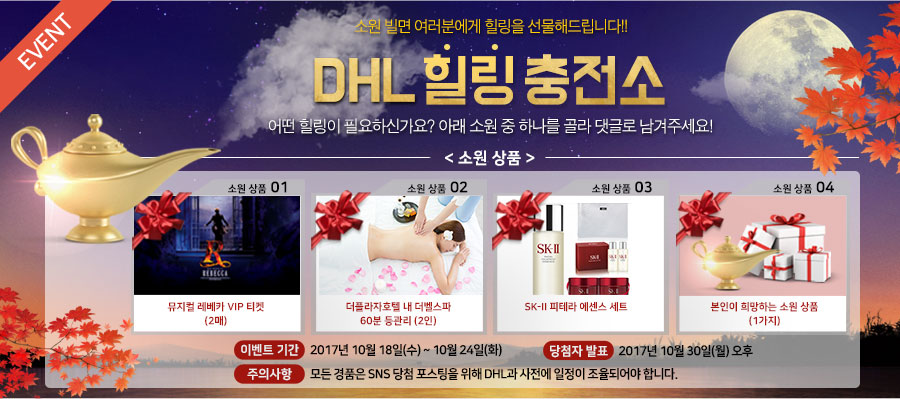 EVENT
소원 빌면 여러분에게 힐링을 선물해드립니다!!
DHL 힐링 충전소
어떤 힐링이 필요하신가요? 아래 소원 중 하나를 골라 댓글로 남겨주세요!
< 소원 상품 >
소원 상품 01
REBECCA
뮤지컬 레베카 VIP 티켓
(2매)
소원 상품 02
더플라자호텔 내 더벨스파
60분 등관리 (2인)
소원 상품 03
SK-II
SK-II
SK-II 피테라 에센스 세트
소원 상품 04
본인이 희망하는 소원 상품
(1가지)
이벤트 기간 2017년 10월 18일(수) ~ 10월 24일(화)
당첨자 발표 2017년 10월 30일(월) 오후
주의사항 모든 경품은 SNS 당첨 포스팅을 위해 DHL과 사전에 일정이 조율되어야 합니다.